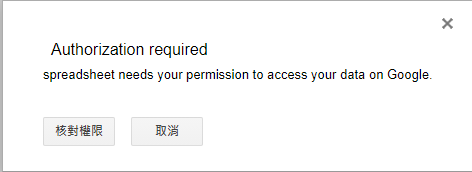 Authorization required
spreadsheet needs your permission to access your data on Google.
核對權限 取消